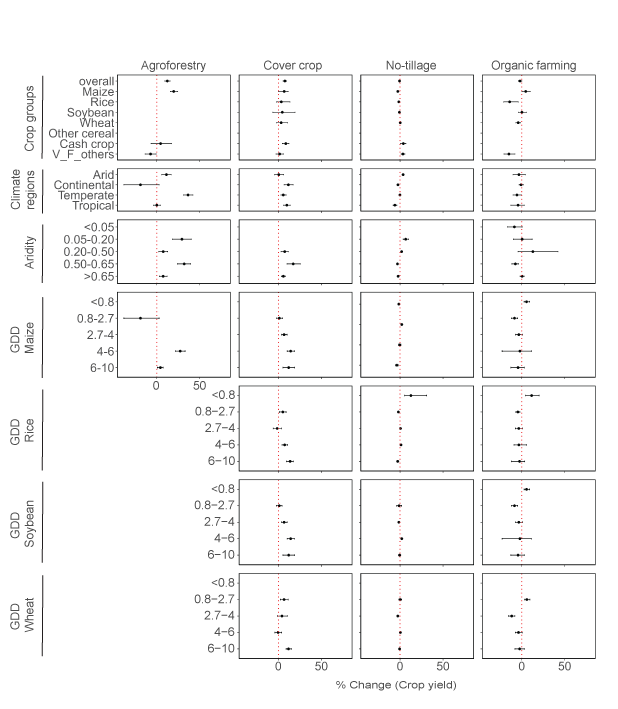 Agroforestry Cover crop No-tillage Organic farming
Crop groups
overall
Maize
Rice
Soybean
Wheat
Other cereal
Cash crop
V_F_others
Climate
regions
Arid
Continental
Temperate
Tropical
Aridity
<0.05
0.05-0.20
0.20-0.50
0.50-0.65
>0.65
GDD
Maize
<0.8
0.8-2.7
2.7-4
4-6
6-10
0 50
GDD
Rice
<0.8
0.8−2.7
2.7−4
4−6
6−10
GDD
Soybean
<0.8
0.8−2.7
2.7−4
4−6
6−10
GDD
Wheat
<0.8
0.8−2.7
2.7−4
4−6
6−10
0 50 0 50 0 50
% Change (Crop yield)